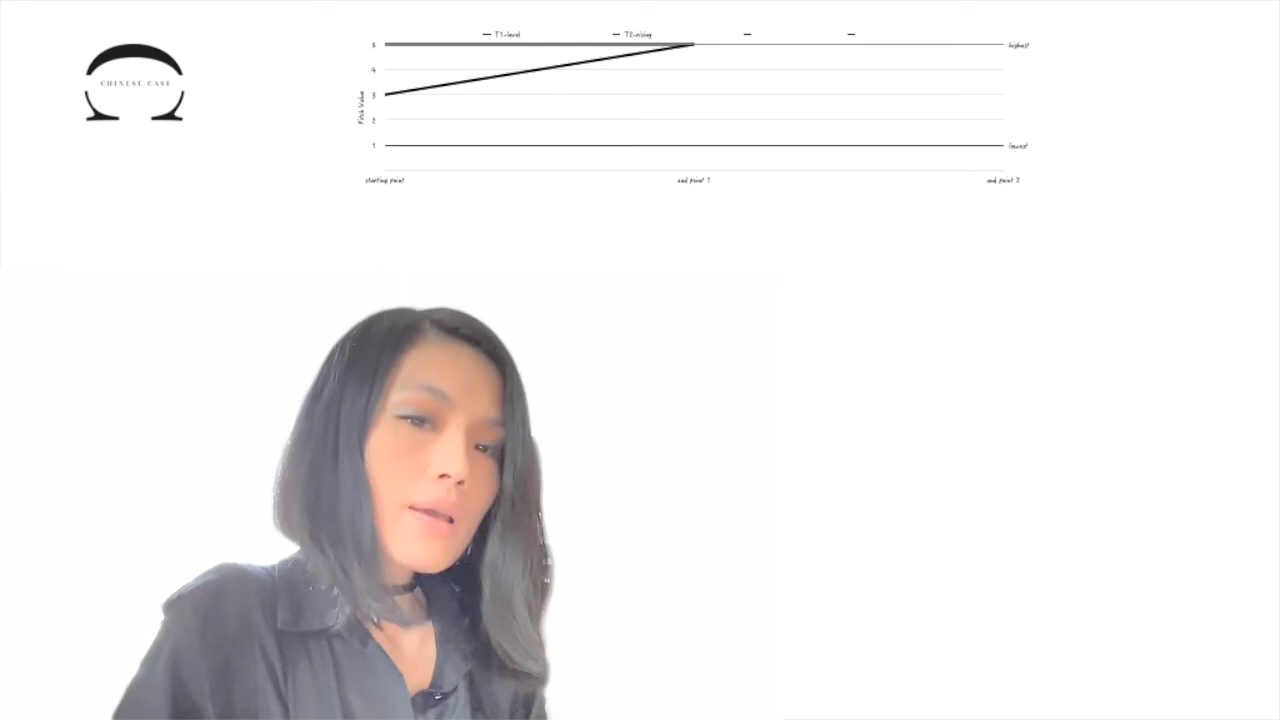 CHINESE CASE
T1-level
T2-rising
5
highest
4
3
2
1
lowest
Pitch Value
starting point
end point 1
end point 2